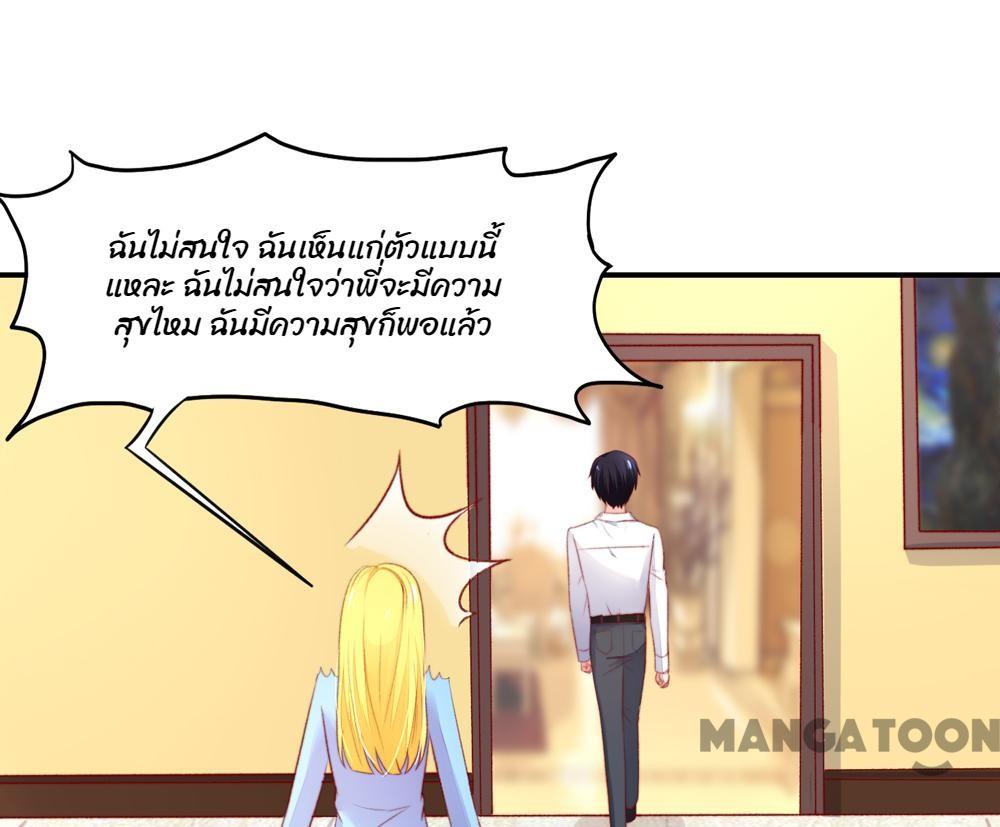 ฉันไม่สนใจ ฉันเห็นแก่ตัวแบบนี้
แหละ ฉันไม่สนใจว่าพี่จะมีความ
สุขไหม ฉันมีความสุขก็พอแล้ว
MANGATOON